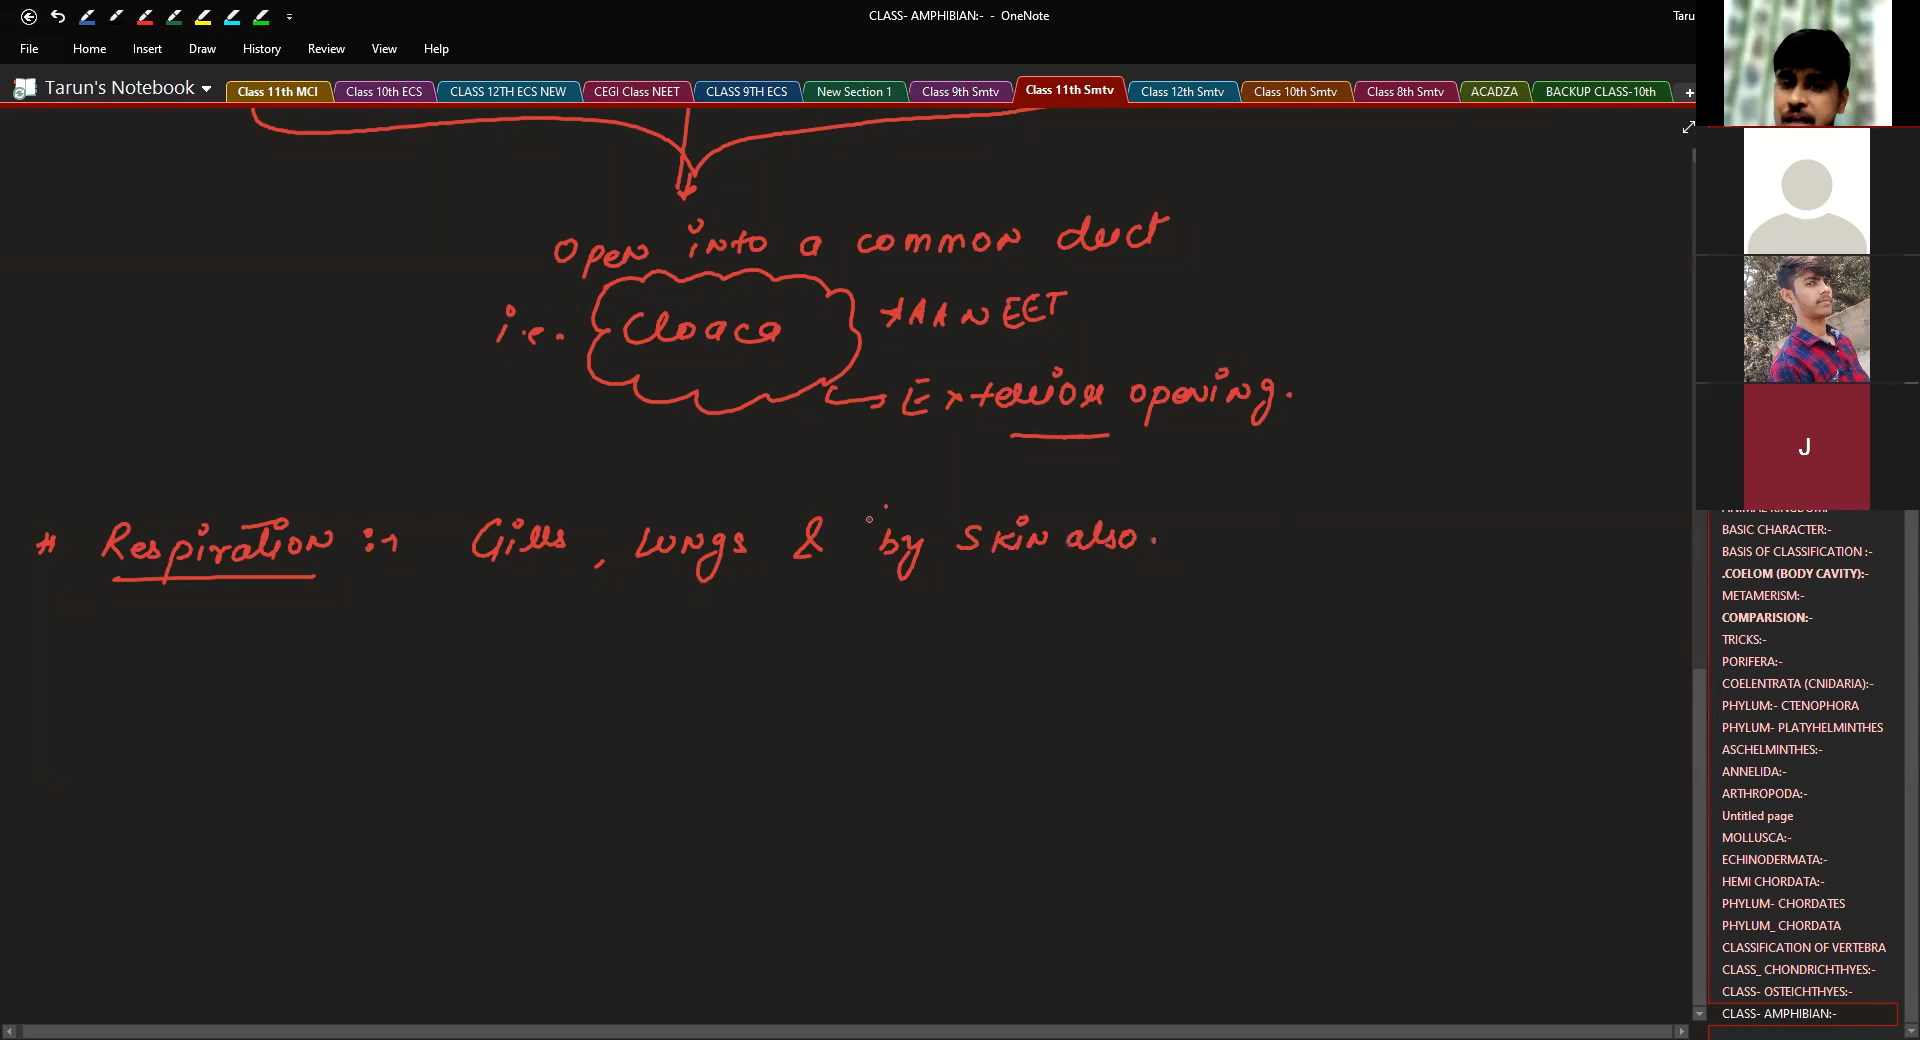 CLASS- AMPHIBIAN:- - OneNote
Taru
File Home Insert Draw History Review View Help
Tarun's Notebook
Class 11th MCI Class 10th ECS CLASS 12TH ECS NEW CEGI Class NEET CLASS 9TH ECS New Section 1 Class 9th Smtv Class 11th Smtv Class 12th Smtv Class 10th Smtv Class 8th Smtv ACADZA BACKUP CLASS-10th +
Open into a common duct
i.e. Cloaca ***NEET
Exterior opening.
* Respiration :- Gills, Lungs & by skin also.
J
BASIC CHARACTER:-
BASIS OF CLASSIFICATION :-
.COELOM (BODY CAVITY):-
METAMERISM:-
COMPARISION:-
TRICKS:-
PORIFERA:-
COELENTRATA (CNIDARIA):-
PHYLUM:- CTENOPHORA
PHYLUM- PLATYHELMINTHES
ASCHELMINTHES:-
ANNELIDA:-
ARTHROPODA:-
Untitled page
MOLLUSCA:-
ECHINODERMATA:-
HEMI CHORDATA:-
PHYLUM- CHORDATES
PHYLUM_ CHORDATA
CLASSIFICATION OF VERTEBRA
CLASS_ CHONDRICHTHYES:-
CLASS- OSTEICHTHYES:-
CLASS- AMPHIBIAN:-